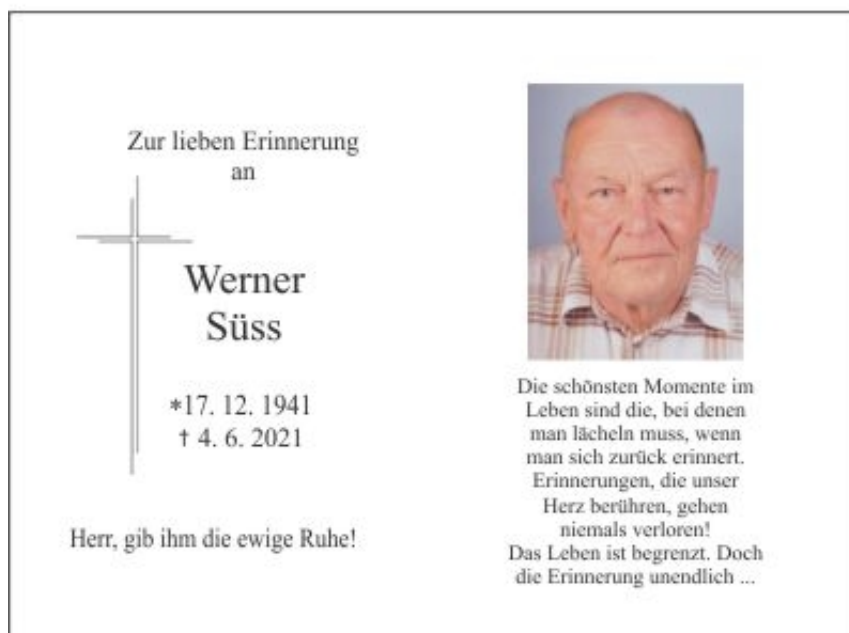 Zur lieben Erinnerung
an
Werner
Süss
*17. 12. 1941
† 4. 6. 2021
Herr, gib ihm die ewige Ruhe!
Die schönsten Momente im
Leben sind die, bei denen
man lächeln muss, wenn
man sich zurück erinnert.
Erinnerungen, die unser
Herz berühren, gehen
niemals verloren!
Das Leben ist begrenzt. Doch
die Erinnerung unendlich ...